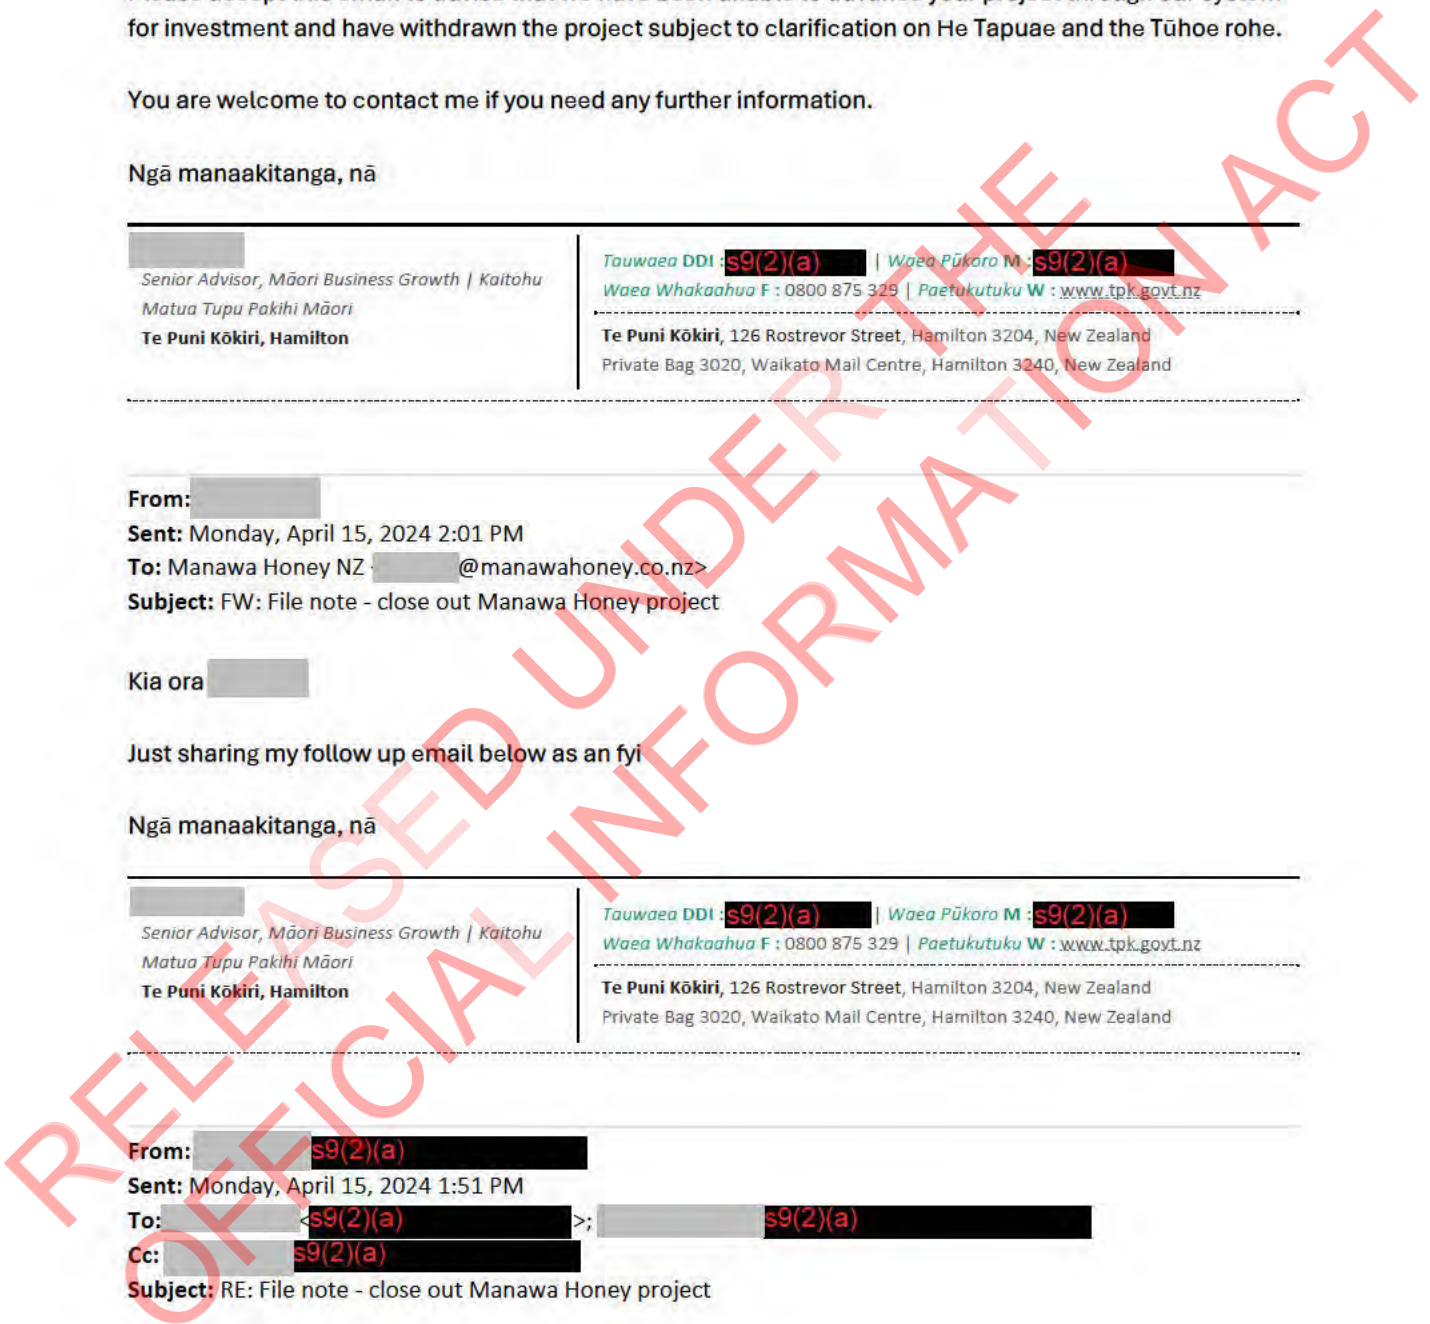 for investment and have withdrawn the project subject to clarification on He Tapuae and the Tūhoe rohe.
You are welcome to contact me if you need any further information.
Ngā manaakitanga, nā
Senior Advisor, Māori Business Growth | Kaitohu
Matua Tupu Pakihi Māori
Te Puni Kōkiri, Hamilton
Tauwaea DDI : s9(2)(a) | Waea Pūkoro M : s9(2)(a)
Waea Whakaahua F : 0800 875 329 | Paetukutuku W : www.tpk.govt.nz
Te Puni Kōkiri, 126 Rostrevor Street, Hamilton 3204, New Zealand
Private Bag 3020, Waikato Mail Centre, Hamilton 3240, New Zealand
From:
Sent: Monday, April 15, 2024 2:01 PM
To: Manawa Honey NZ @manawahoney.co.nz>
Subject: FW: File note - close out Manawa Honey project
Kia ora
Just sharing my follow up email below as an fyi
Ngā manaakitanga, nā
Senior Advisor, Māori Business Growth | Kaitohu
Matua Tupu Pakihi Māori
Te Puni Kōkiri, Hamilton
Tauwaea DDI : s9(2)(a) | Waea Pūkoro M : s9(2)(a)
Waea Whakaahua F : 0800 875 329 | Paetukutuku W : www.tpk.govt.nz
Te Puni Kōkiri, 126 Rostrevor Street, Hamilton 3204, New Zealand
Private Bag 3020, Waikato Mail Centre, Hamilton 3240, New Zealand
From: s9(2)(a)
Sent: Monday, April 15, 2024 1:51 PM
To: <s9(2)(a) >; s9(2)(a)
Cc: s9(2)(a)
Subject: RE: File note - close out Manawa Honey project
RELEASED UNDER THE
OFFICIAL INFORMATION ACT